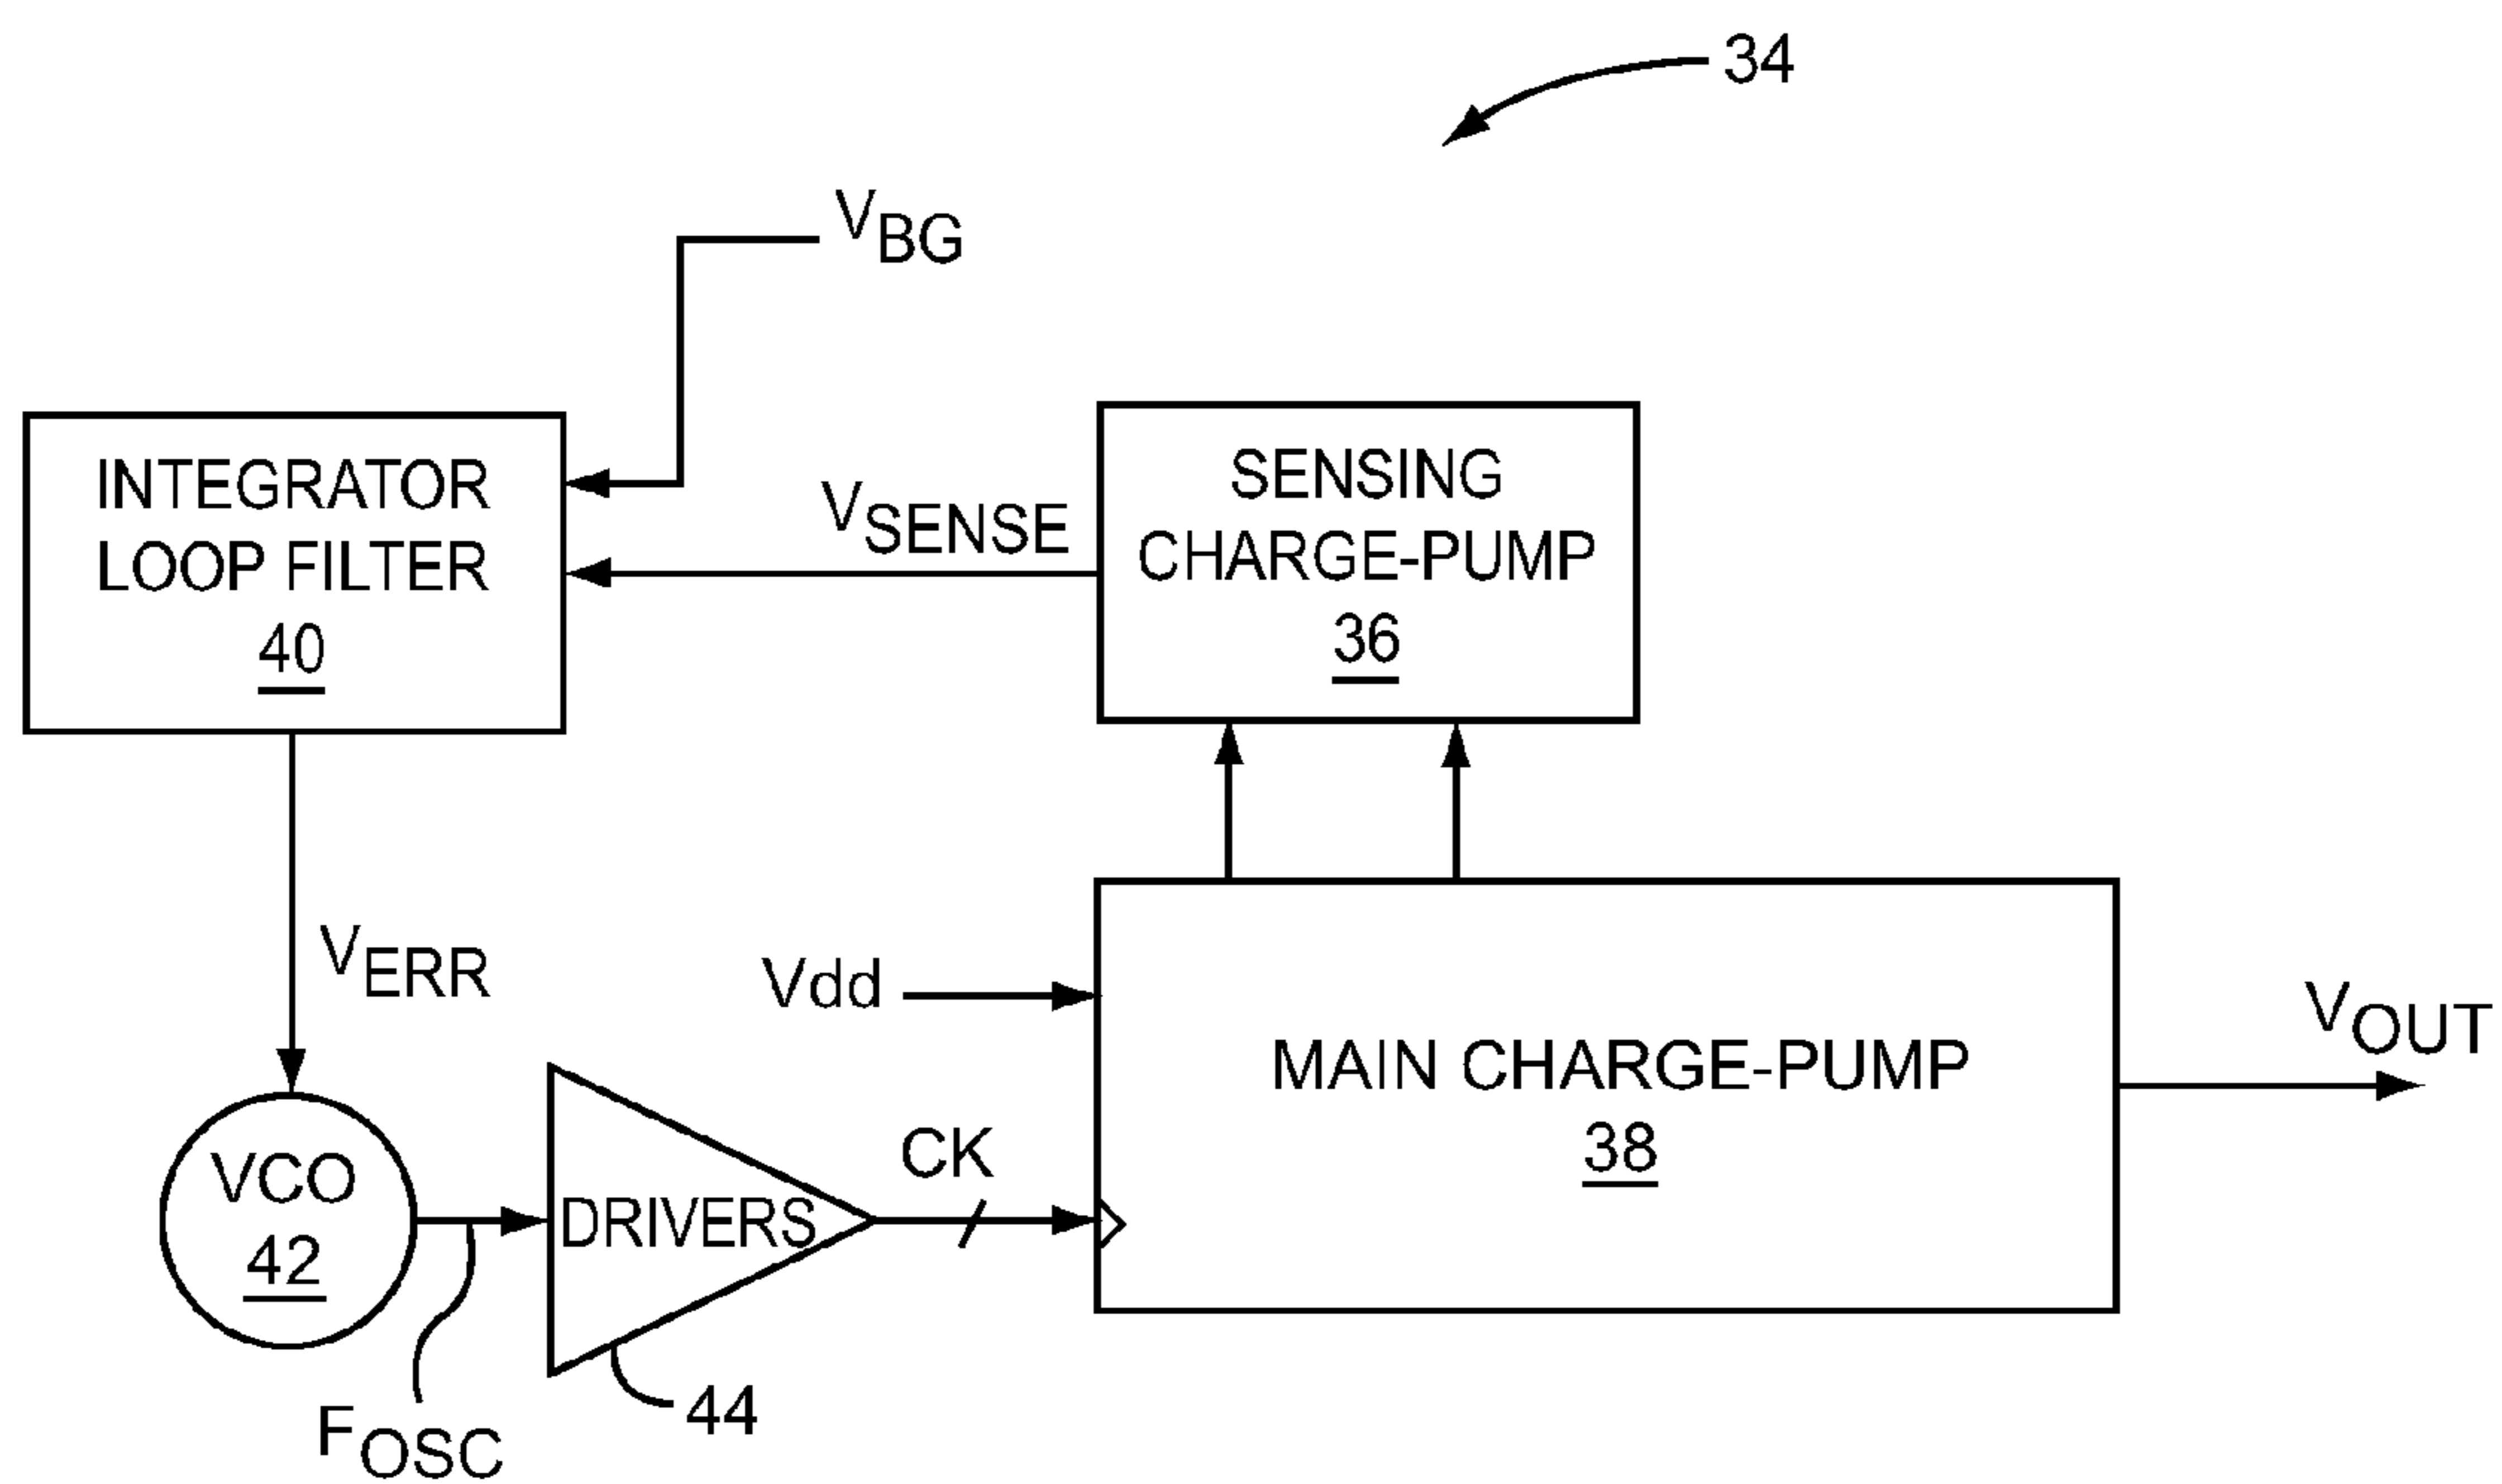 34
VBG
INTEGRATOR
LOOP FILTER
40
VSENSE
SENSING
CHARGE-PUMP
36
VERR
Vdd
MAIN CHARGE-PUMP
38
VOUT
VCO
42
DRIVERS
CK
44
FOSC